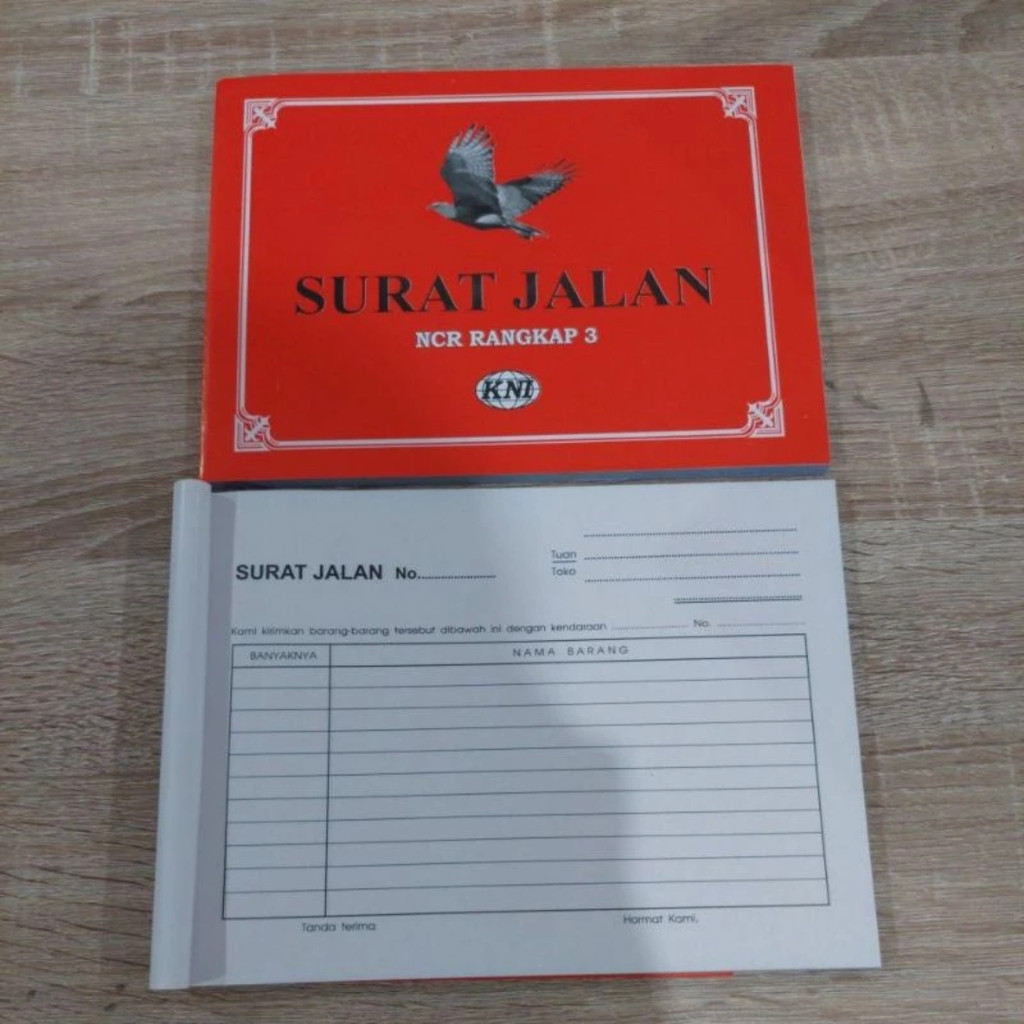 SURAT JALAN
NCR RANGKAP 3
KNI
SURAT JALAN No.
Tuan
Toko
Kami kirimkan barang-barang tersebut dibawah ini dengan kendaraan No.
BANYAKNYA NAMA BARANG
Tanda terima Hormat Kami,